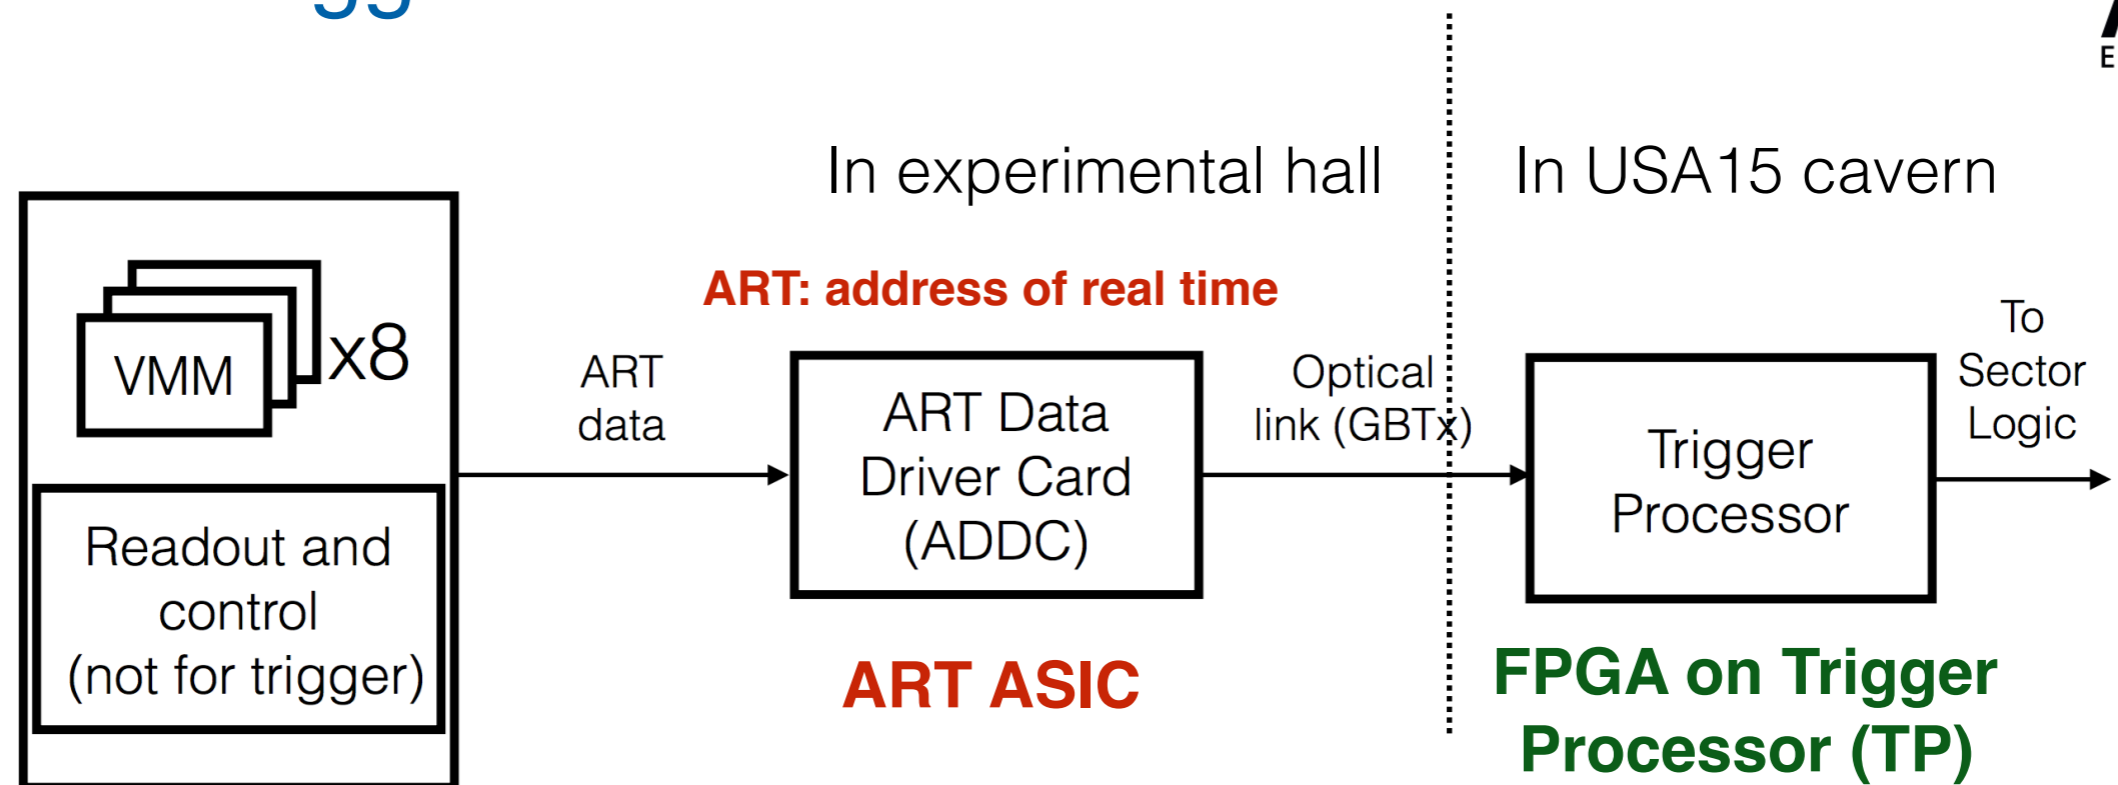 In experimental hall
In USA15 cavern
ART: address of real time
VMM
x8
Readout and
control
(not for trigger)
ART
data
ART Data
Driver Card
(ADDC)
ART ASIC
Optical
link (GBTx)
Trigger
Processor
FPGA on Trigger
Processor (TP)
To
Sector
Logic